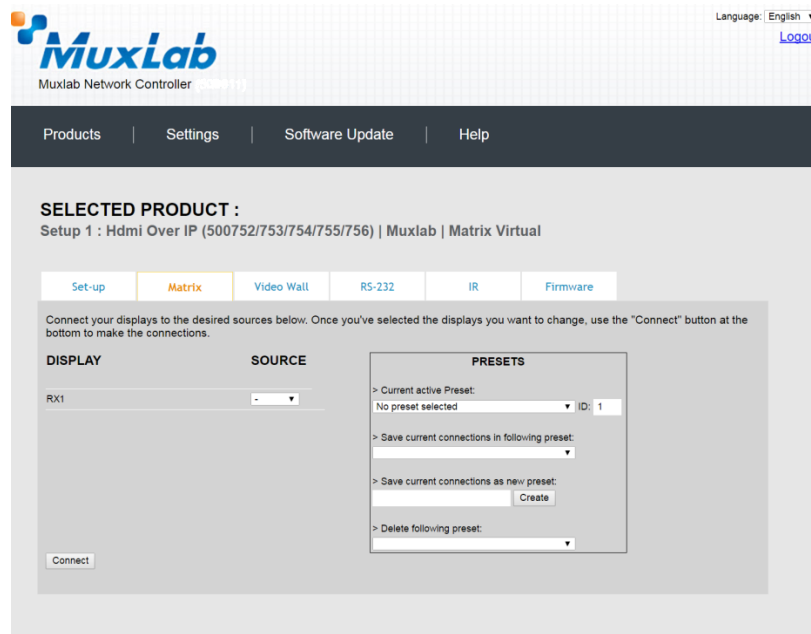 Language: English
Logou
MuxLab
Muxlab Network Controller
Products | Settings | Software Update | Help
SELECTED PRODUCT :
Setup 1 : Hdmi Over IP (500752/753/754/755/756) | Muxlab | Matrix Virtual
Set-up Matrix Video Wall RS-232 IR Firmware
Connect your displays to the desired sources below. Once you've selected the displays you want to change, use the "Connect" button at the
bottom to make the connections.
DISPLAY SOURCE
RX1 -
PRESETS
> Current active Preset:
No preset selected ID: 1
> Save current connections in following preset:
> Save current connections as new preset:
Create
> Delete following preset:
Connect